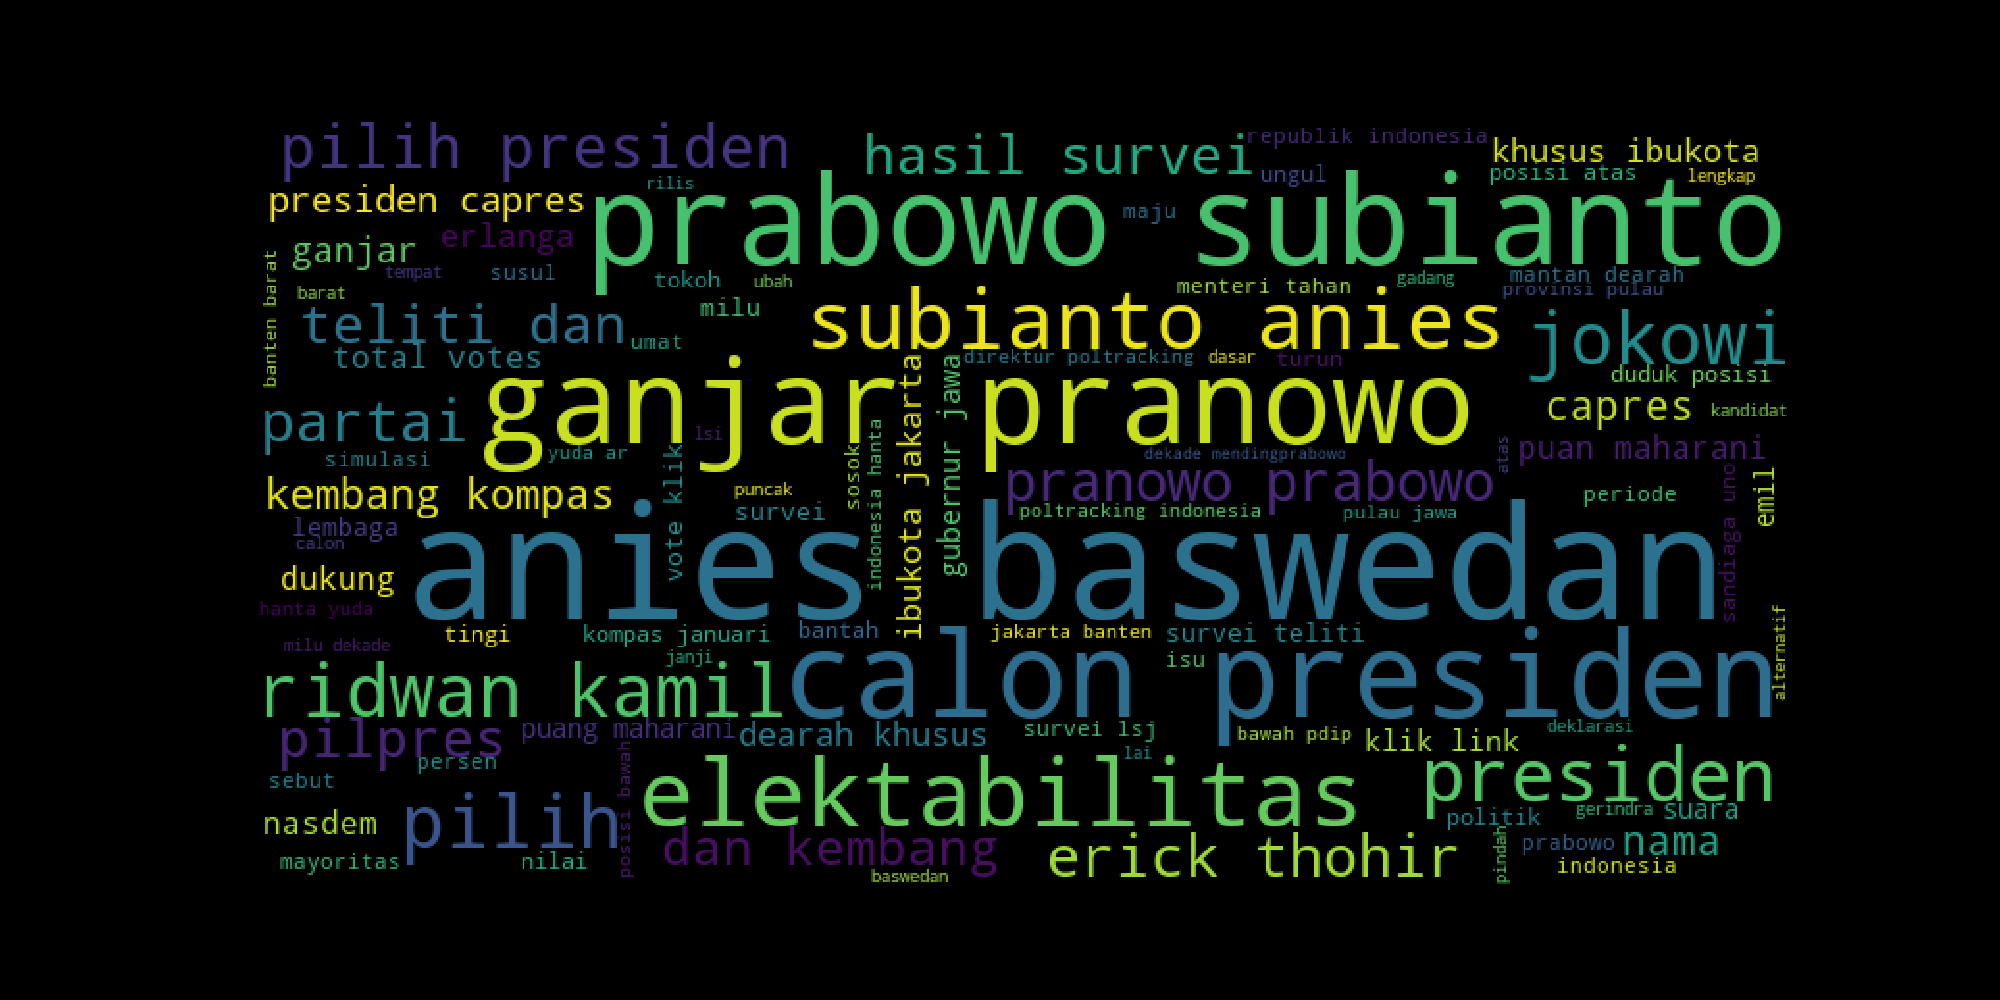 pilih presiden
hasil survei
republik indonesia
khusus ibukota
ungul
posisi atas
lengkap
rilis
presiden capres
prabowo subianto
maju
ganjar
erlanga
tempat
susul
tokoh
ubah
menteri tahan
gadang
mantan dearah
provinsi pulau
banten barat
barat
milu
subianto anies
jokowi
teliti dan
umat
total votes
direktur poltracking
dasar
turun
duduk posisi
ganjar pranowo
capres
kandidat
partai
lsi
simulasi
yuda ar
vote klik
sosok
indonesia hanta
ibukota jakarta
gubernur jawa
dekade mendingprabowo
atas
puan maharani
pranowo prabowo
kembang kompas
puncak
survei
poltracking indonesia
pulau jawa
periode
sandiaga uno
emil
lembaga
calon
anies baswedan
dukung
hanta yuda
tingi
kompas januari
bantah
jakarta banten
survei teliti
alternatif
milu dekade
janji
isu
calon presiden
ridwan kamil
pilpres
puang maharani
dearah khusus
survei lsj
bawah pdip
klik link
deklarasi
persen
lai
sebut
posisi bawah
elektabilitas
presiden
nasdem
pilih
politik
gerindra
suara
mayoritas
nilai
dan kembang
erick thohir
pindah
prabowo
nama
baswedan
indonesia